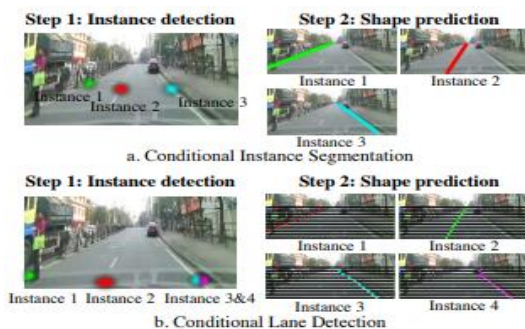 Step 1: Instance detection
Step 2: Shape prediction
Instance 1
Instance 2
Instance 3
Instance 1
Instance 2
Instance 3
a. Conditional Instance Segmentation
Step 1: Instance detection
Step 2: Shape prediction
Instance 1
Instance 2
Instance 3&4
Instance 1
Instance 2
Instance 3
Instance 4
b. Conditional Lane Detection